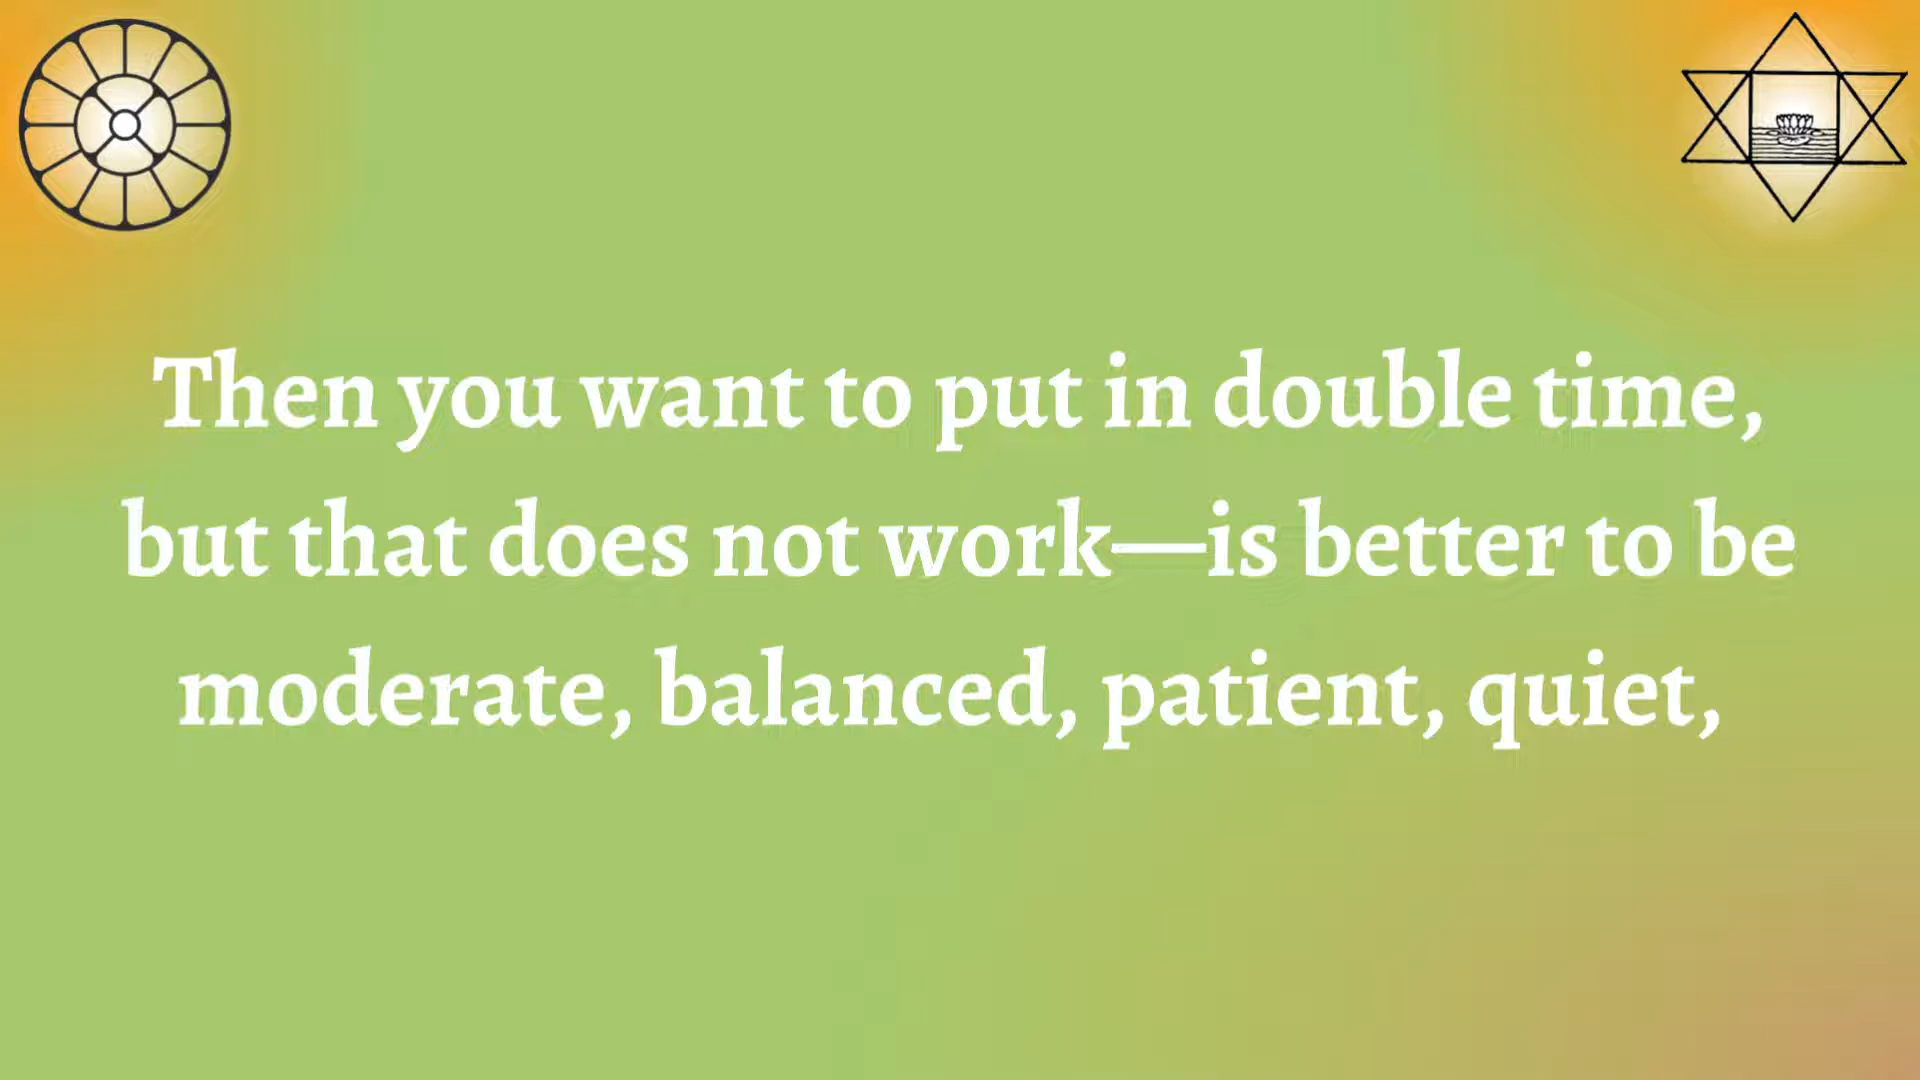 Then you want to put in double time,
but that does not work—is better to be
moderate, balanced, patient, quiet,